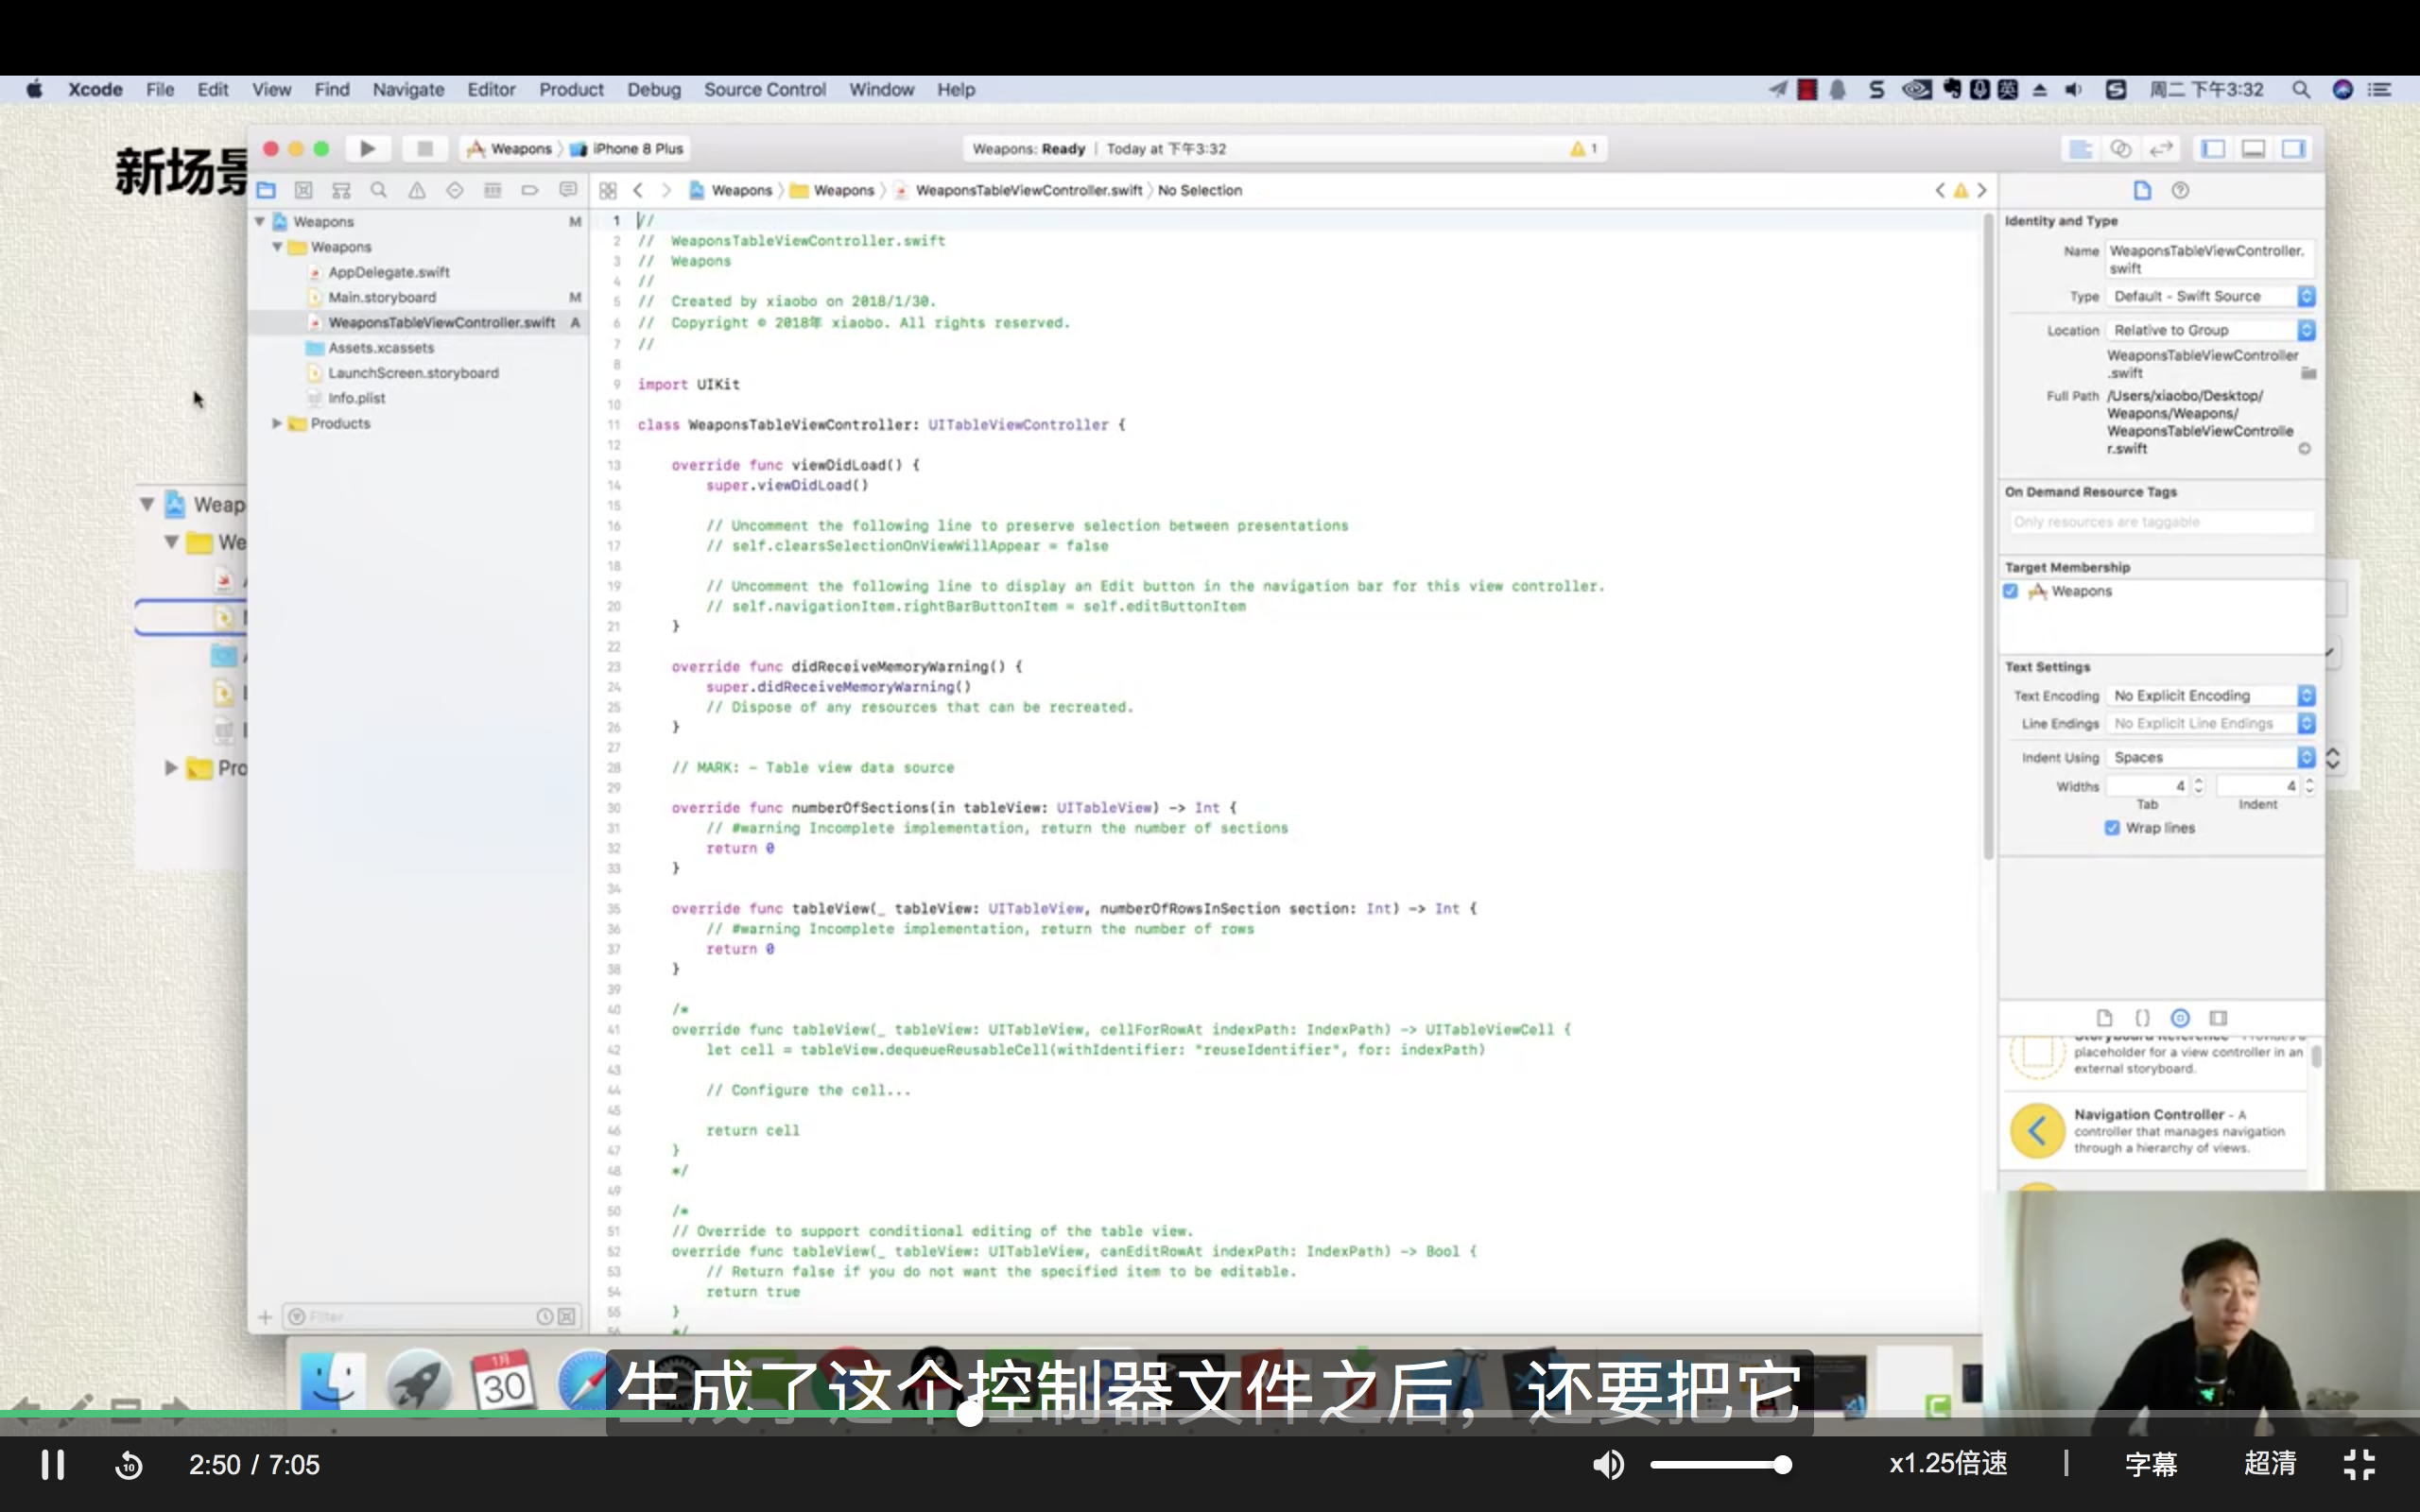 Xcode File Edit View Find Navigate Editor Product Debug Source Control Window Help 英 周二 下午3:32
新场景
Weapons 〉 iPhone 8 Plus
Weapons: Ready | Today at 下午3:32
1
Weapons 〉 Weapons 〉 WeaponsTableViewController.swift 〉 No Selection
Weapons M
Weapons
AppDelegate.swift
Main.storyboard M
WeaponsTableViewController.swift A
Assets.xcassets
LaunchScreen.storyboard
Info.plist
Products
Weap
We
Pro
Filter
1 //
2 //  WeaponsTableViewController.swift
3 //  Weapons
4 //
5 //  Created by xiaobo on 2018/1/30.
6 //  Copyright © 2018年 xiaobo. All rights reserved.
7 //
8
9 import UIKit
10
11 class WeaponsTableViewController: UITableViewController {
12
13     override func viewDidLoad() {
14         super.viewDidLoad()
15
16         // Uncomment the following line to preserve selection between presentations
17         // self.clearsSelectionOnViewWillAppear = false
18
19         // Uncomment the following line to display an Edit button in the navigation bar for this view controller.
20         // self.navigationItem.rightBarButtonItem = self.editButtonItem
21     }
22
23     override func didReceiveMemoryWarning() {
24         super.didReceiveMemoryWarning()
25         // Dispose of any resources that can be recreated.
26     }
27
28     // MARK: - Table view data source
29
30     override func numberOfSections(in tableView: UITableView) -> Int {
31         // #warning Incomplete implementation, return the number of sections
32         return 0
33     }
34
35     override func tableView(_ tableView: UITableView, numberOfRowsInSection section: Int) -> Int {
36         // #warning Incomplete implementation, return the number of rows
37         return 0
38     }
39
40     /*
41     override func tableView(_ tableView: UITableView, cellForRowAt indexPath: IndexPath) -> UITableViewCell {
42         let cell = tableView.dequeueReusableCell(withIdentifier: "reuseIdentifier", for: indexPath)
43
44         // Configure the cell...
45
46         return cell
47     }
48     */
49
50     /*
51     // Override to support conditional editing of the table view.
52     override func tableView(_ tableView: UITableView, canEditRowAt indexPath: IndexPath) -> Bool {
53         // Return false if you do not want the specified item to be editable.
54         return true
55     }
56     */
Identity and Type
Name WeaponsTableViewController.
swift
Type Default - Swift Source
Location Relative to Group
WeaponsTableViewController
.swift
Full Path /Users/xiaobo/Desktop/
Weapons/Weapons/
WeaponsTableViewControlle
r.swift
On Demand Resource Tags
Only resources are taggable
Target Membership
Weapons
Text Settings
Text Encoding No Explicit Encoding
Line Endings No Explicit Line Endings
Indent Using Spaces
Widths 4 4
Tab Indent
Wrap lines
{}
placeholder for a view controller in an
external storyboard.
Navigation Controller - A
controller that manages navigation
through a hierarchy of views.
1月
30
生成了这个控制器文件之后，还要把它
10
2:50 / 7:05
x1.25倍速 | 字幕 超清